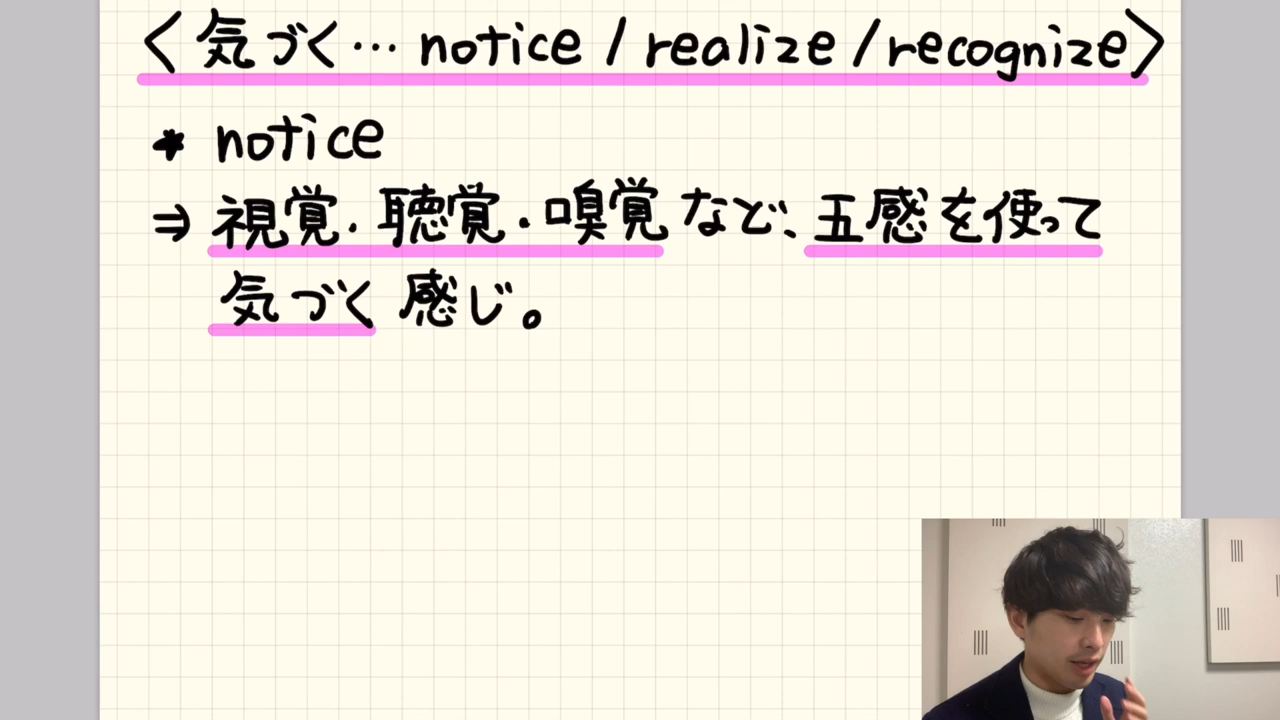 〈気づく… notice / realize / recognize〉
* notice
⇒ 視覚・聴覚・嗅覚 など、五感を使って
気づく 感じ。